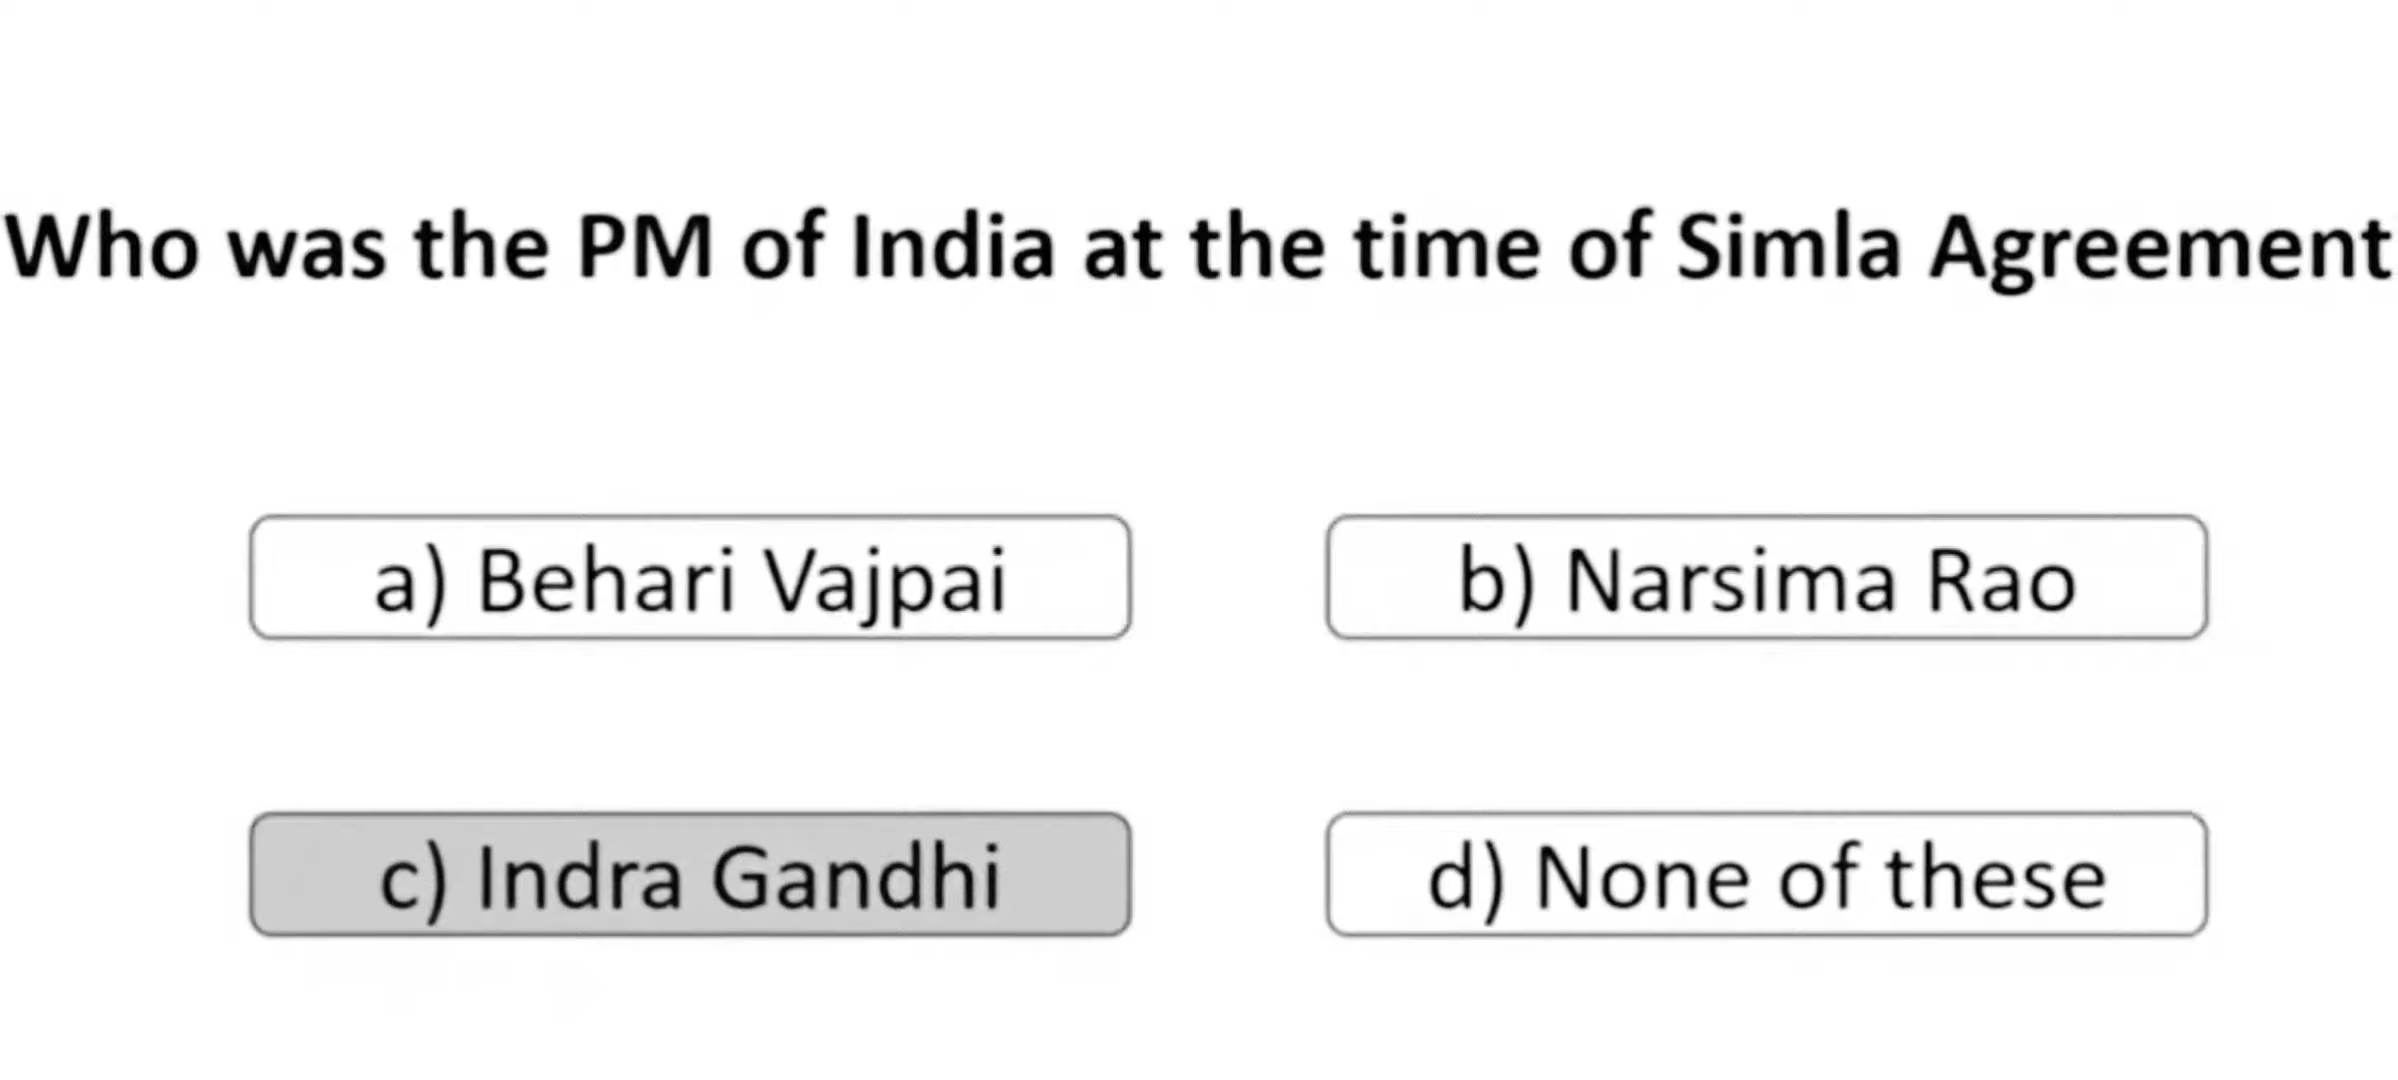 Who was the PM of India at the time of Simla Agreement
a) Behari Vajpai
b) Narsima Rao
c) Indra Gandhi
d) None of these